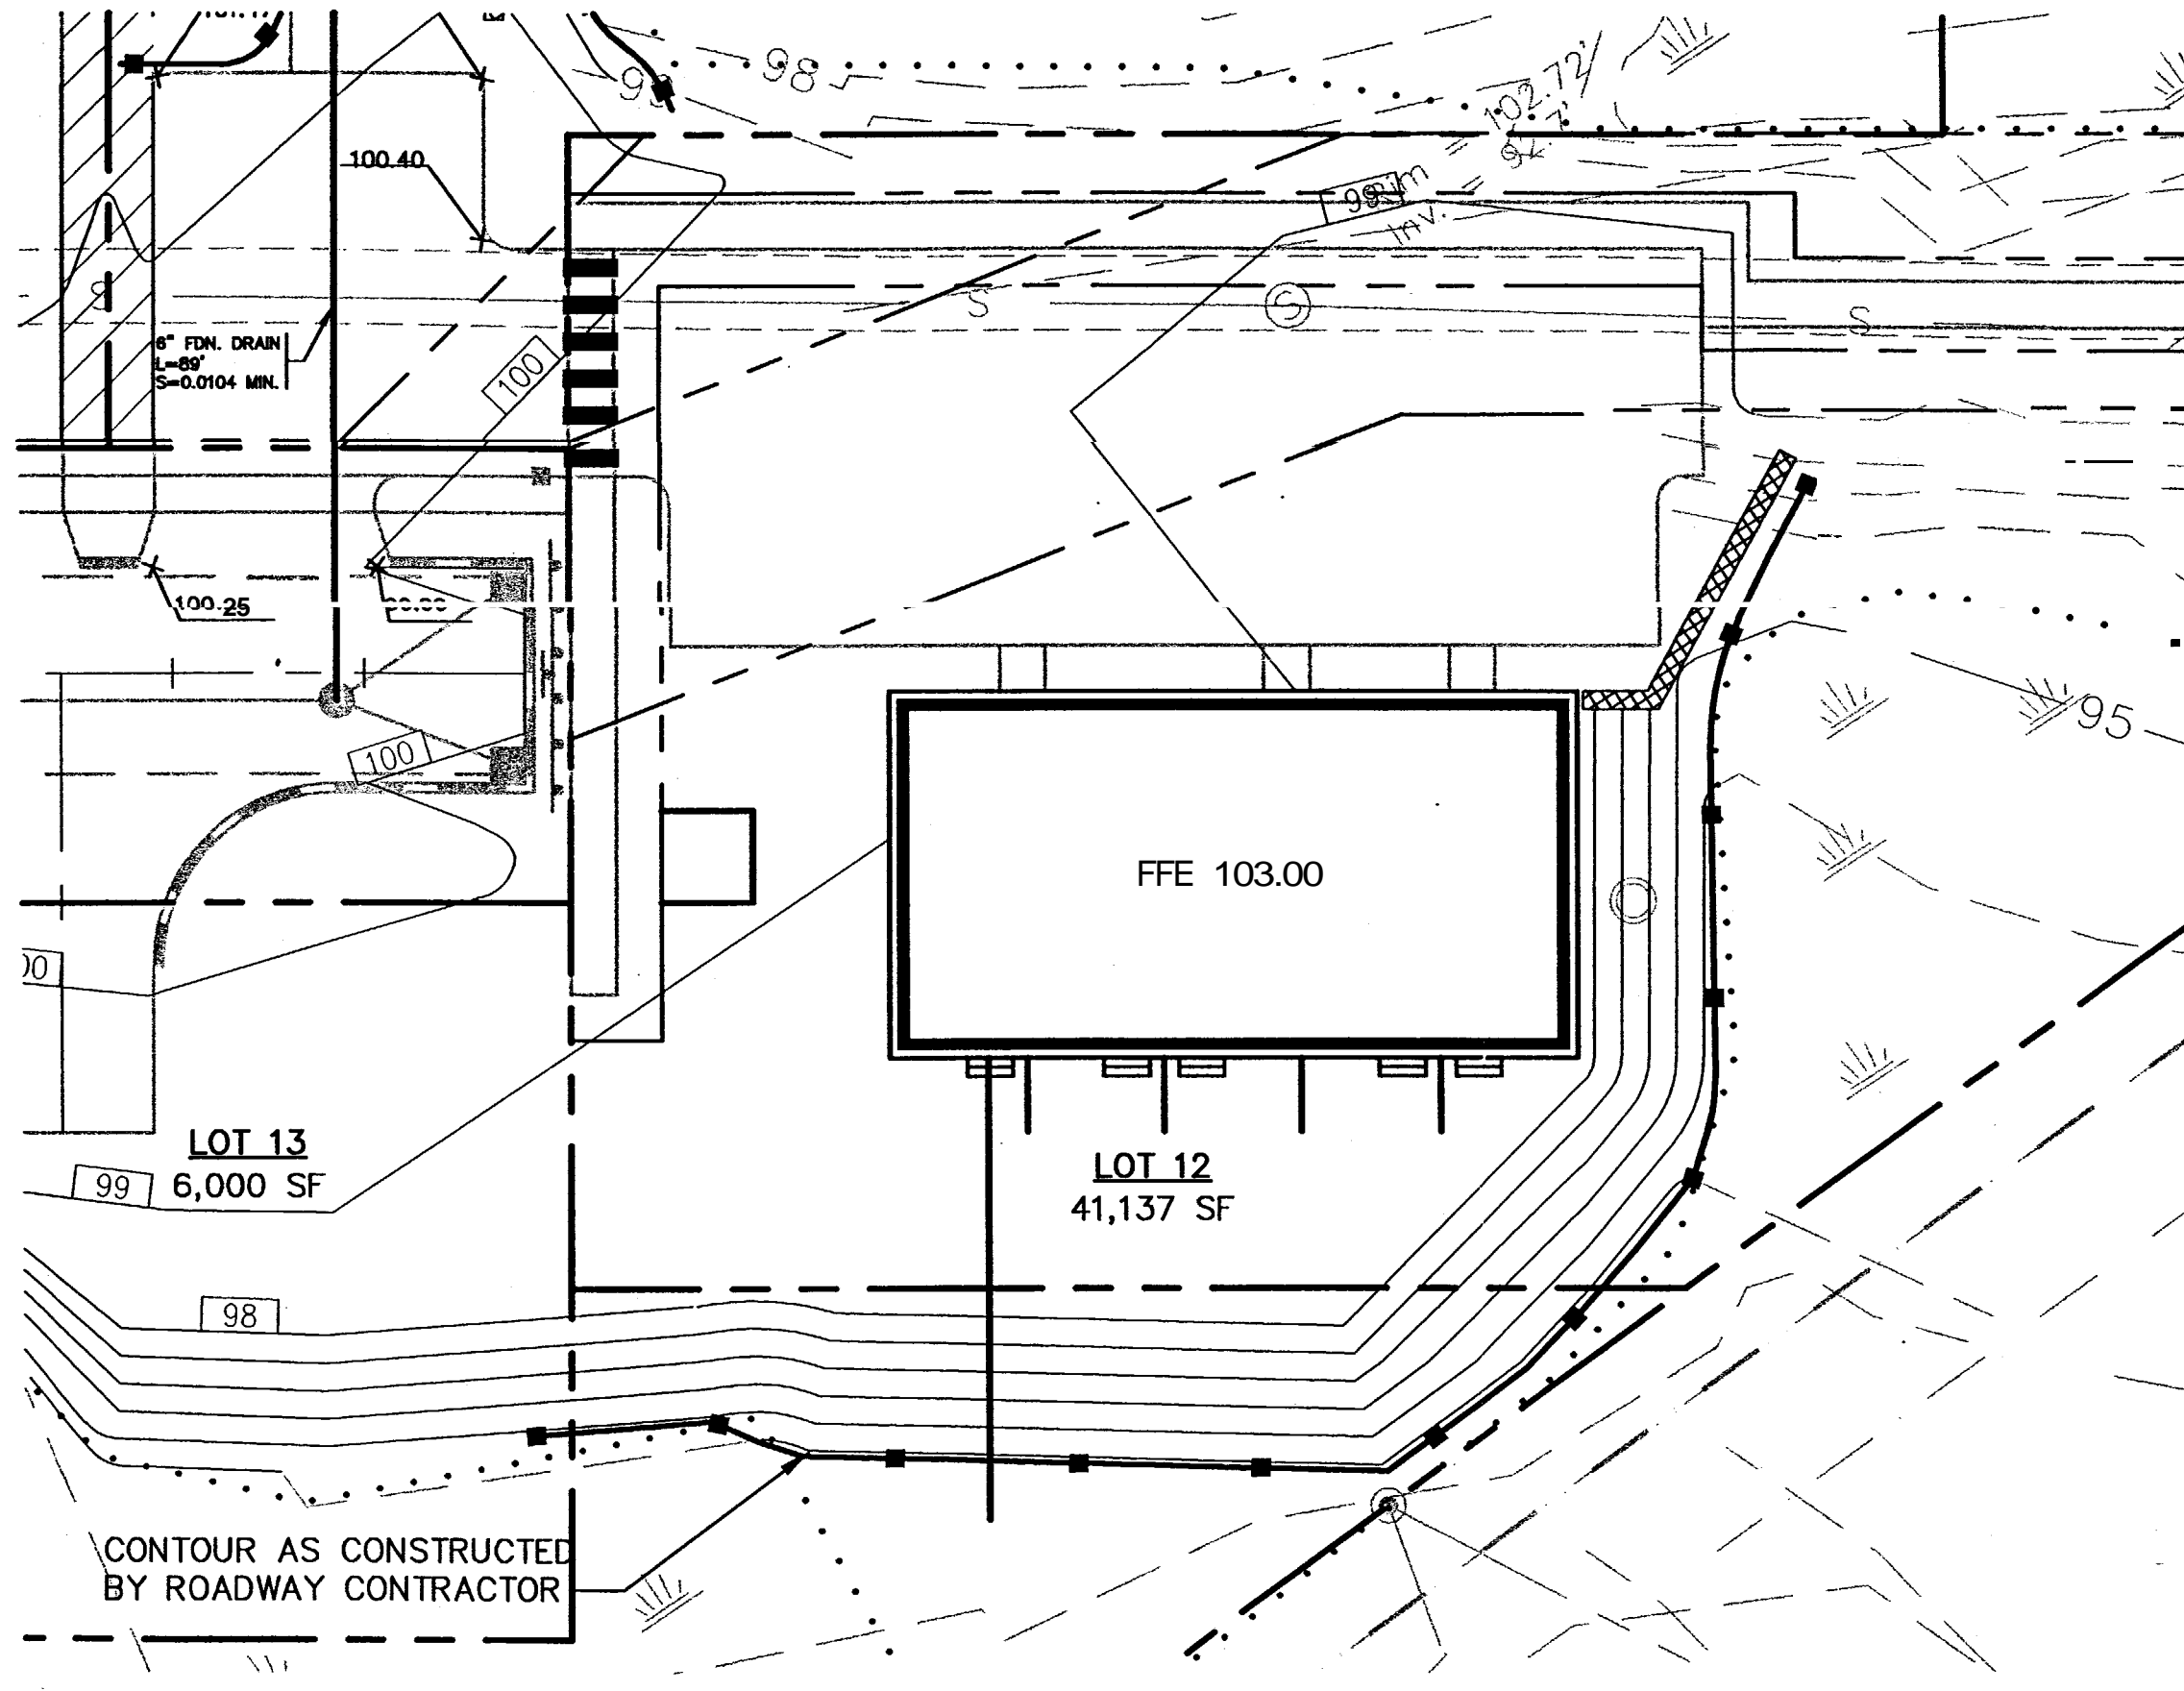 98
102.72'
100.40
99
Rim
Inv.
S
S
S
S
6" FDN. DRAIN
L=89'
S=0.0104 MIN.
100
100.25
95
100
FFE 103.00
LOT 13
6,000 SF
99
LOT 12
41,137 SF
98
CONTOUR AS CONSTRUCTED
BY ROADWAY CONTRACTOR